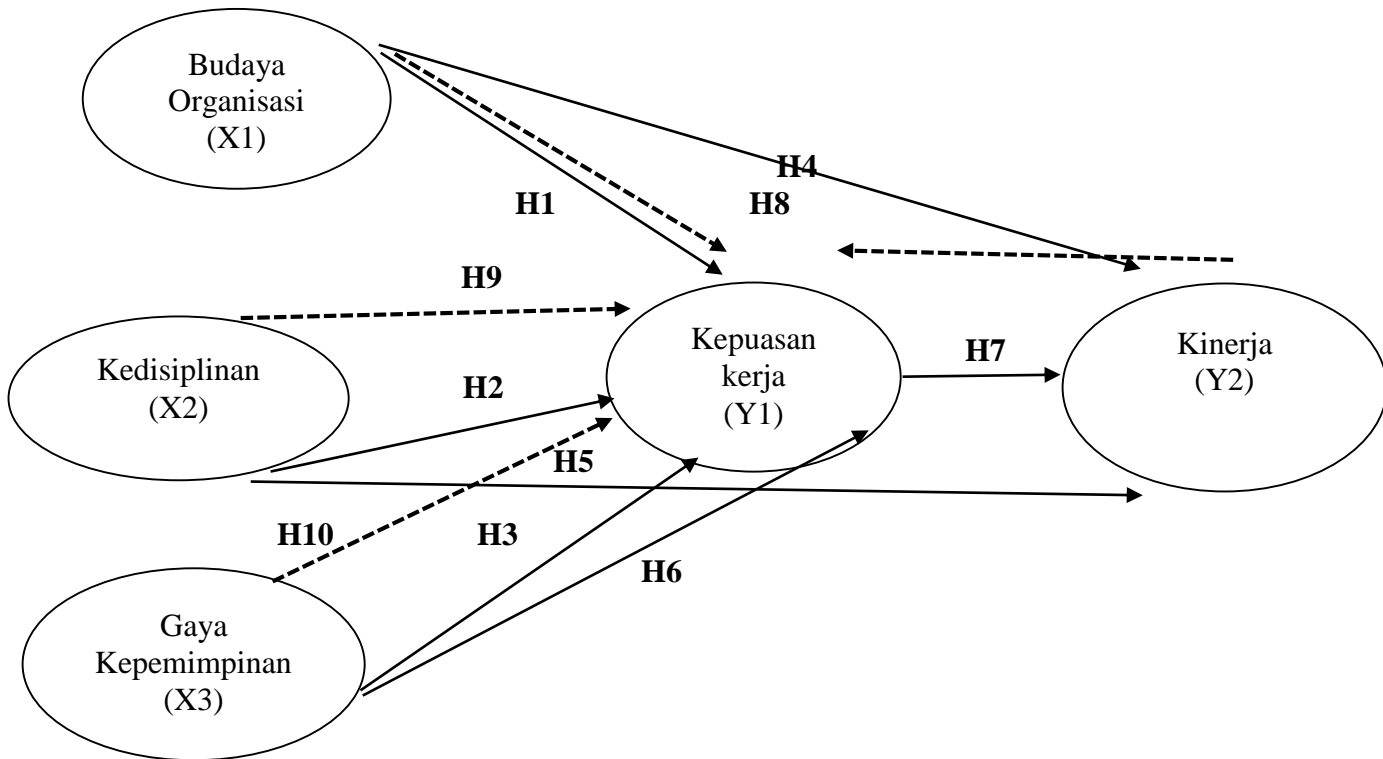 Budaya
Organisasi
(X1)
H4
H1
H8
H9
Kepuasan
kerja
(Y1)
H7
Kinerja
(Y2)
Kedisiplinan
(X2)
H2
H5
H10
H3
H6
Gaya
Kepemimpinan
(X3)